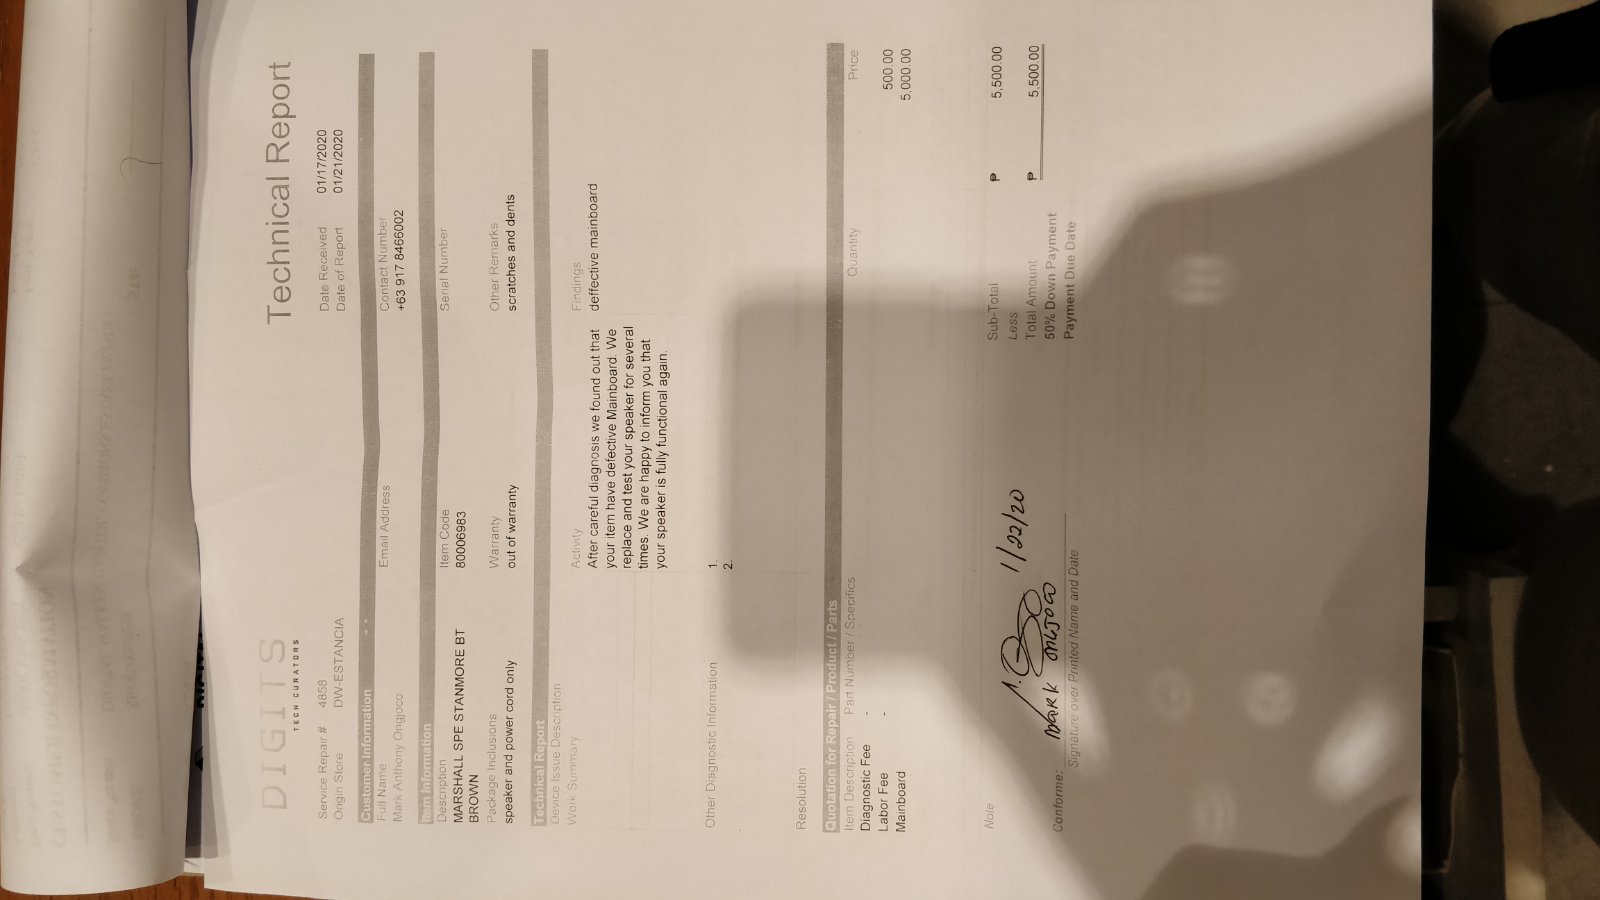 DIGITS
TECH CURATORS
Technical Report
Service Repair # 4858
Date Received 01/17/2020
Origin Store DW-ESTANCIA
Date of Report 01/21/2020
Customer Information
Full Name Email Address Contact Number
Mark Anthony Ongjoco +63 917 8466002
Item Information
Description Item Code Serial Number
MARSHALL SPE STANMORE BT 80006983
BROWN
Package Inclusions Warranty Other Remarks
speaker and power cord only out of warranty scratches and dents
Technical Report
Device Issue Description
Work Summary Activity Findings
After careful diagnosis we found out that deffective mainboard
your item have defective Mainboard. We
replace and test your speaker for several
times. We are happy to inform you that
your speaker is fully functional again.
Other Diagnostic Information 1.
2.
Resolution
Quotation for Repair / Product / Parts
Item Description Part Number / Specifics Quantity Price
Diagnostic Fee -
Labor Fee - 500.00
Mainboard 5,000.00
Note Sub-Total ₱ 5,500.00
Less
Total Amount ₱ 5,500.00
50% Down Payment
Payment Due Date
1/22/20
Conforme: Mark Ongjoco
Signature over Printed Name and Date